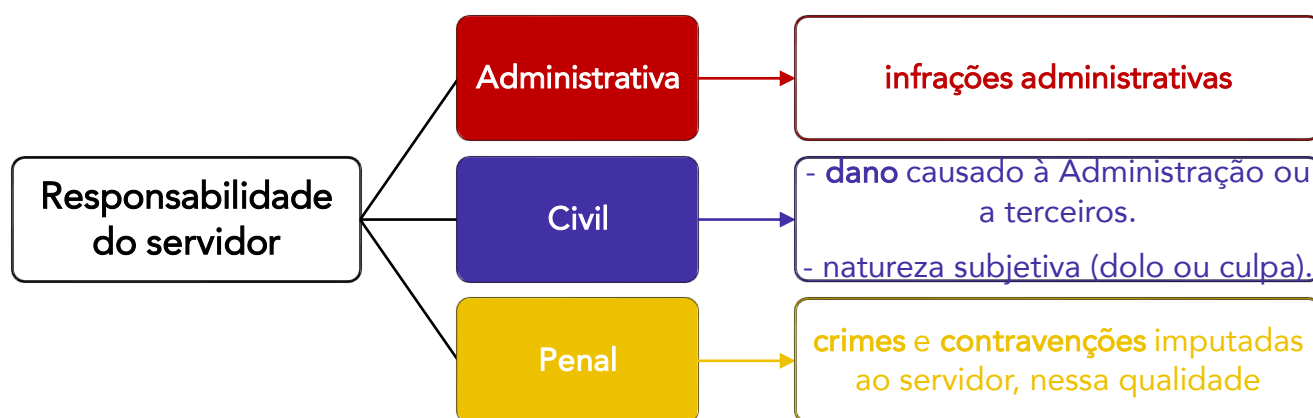 Responsabilidade
do servidor
Administrativa
infrações administrativas
Civil
- dano causado à Administração ou
a terceiros.
- natureza subjetiva (dolo ou culpa).
Penal
crimes e contravenções imputadas
ao servidor, nessa qualidade